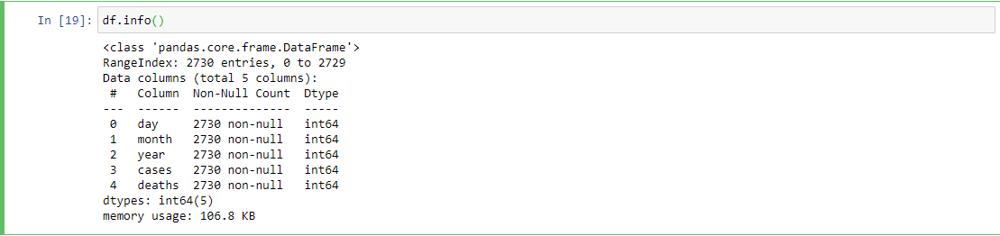 In [19]: df.info()
<class 'pandas.core.frame.DataFrame'>
RangeIndex: 2730 entries, 0 to 2729
Data columns (total 5 columns):
 #   Column  Non-Null Count  Dtype
---  ------  --------------  -----
 0   day     2730 non-null   int64
 1   month   2730 non-null   int64
 2   year    2730 non-null   int64
 3   cases   2730 non-null   int64
 4   deaths  2730 non-null   int64
dtypes: int64(5)
memory usage: 106.8 KB